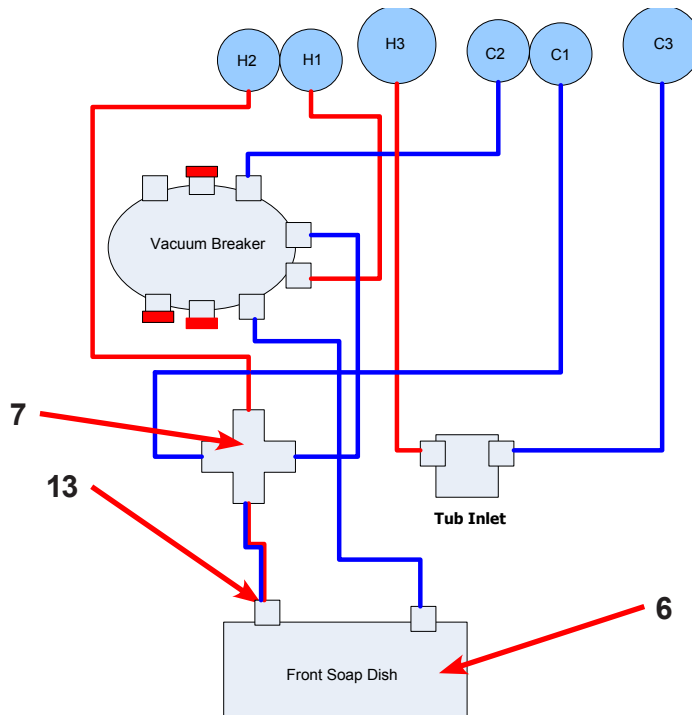 H2 H1 H3 C2 C1 C3
Vacuum Breaker
7
13
Tub Inlet
6
Front Soap Dish